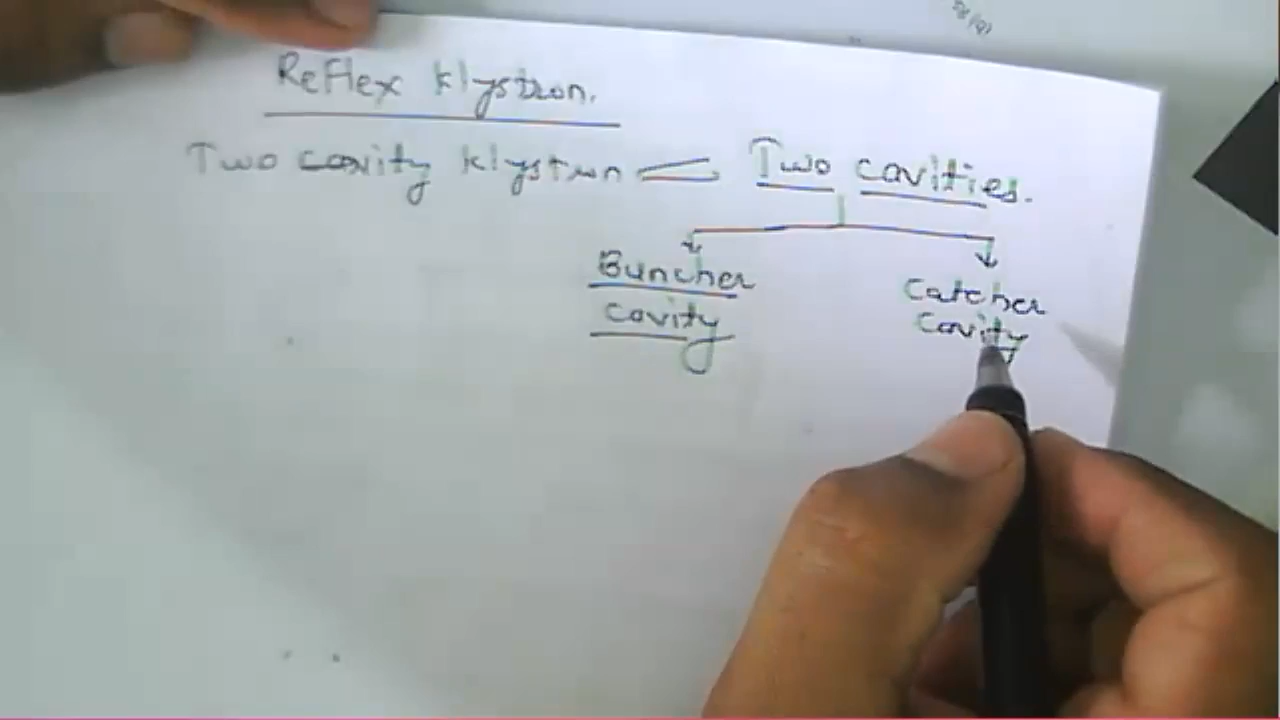 Reflex klystron.
Two cavity klystron Two cavities.
Buncher cavity
Catcher cavity